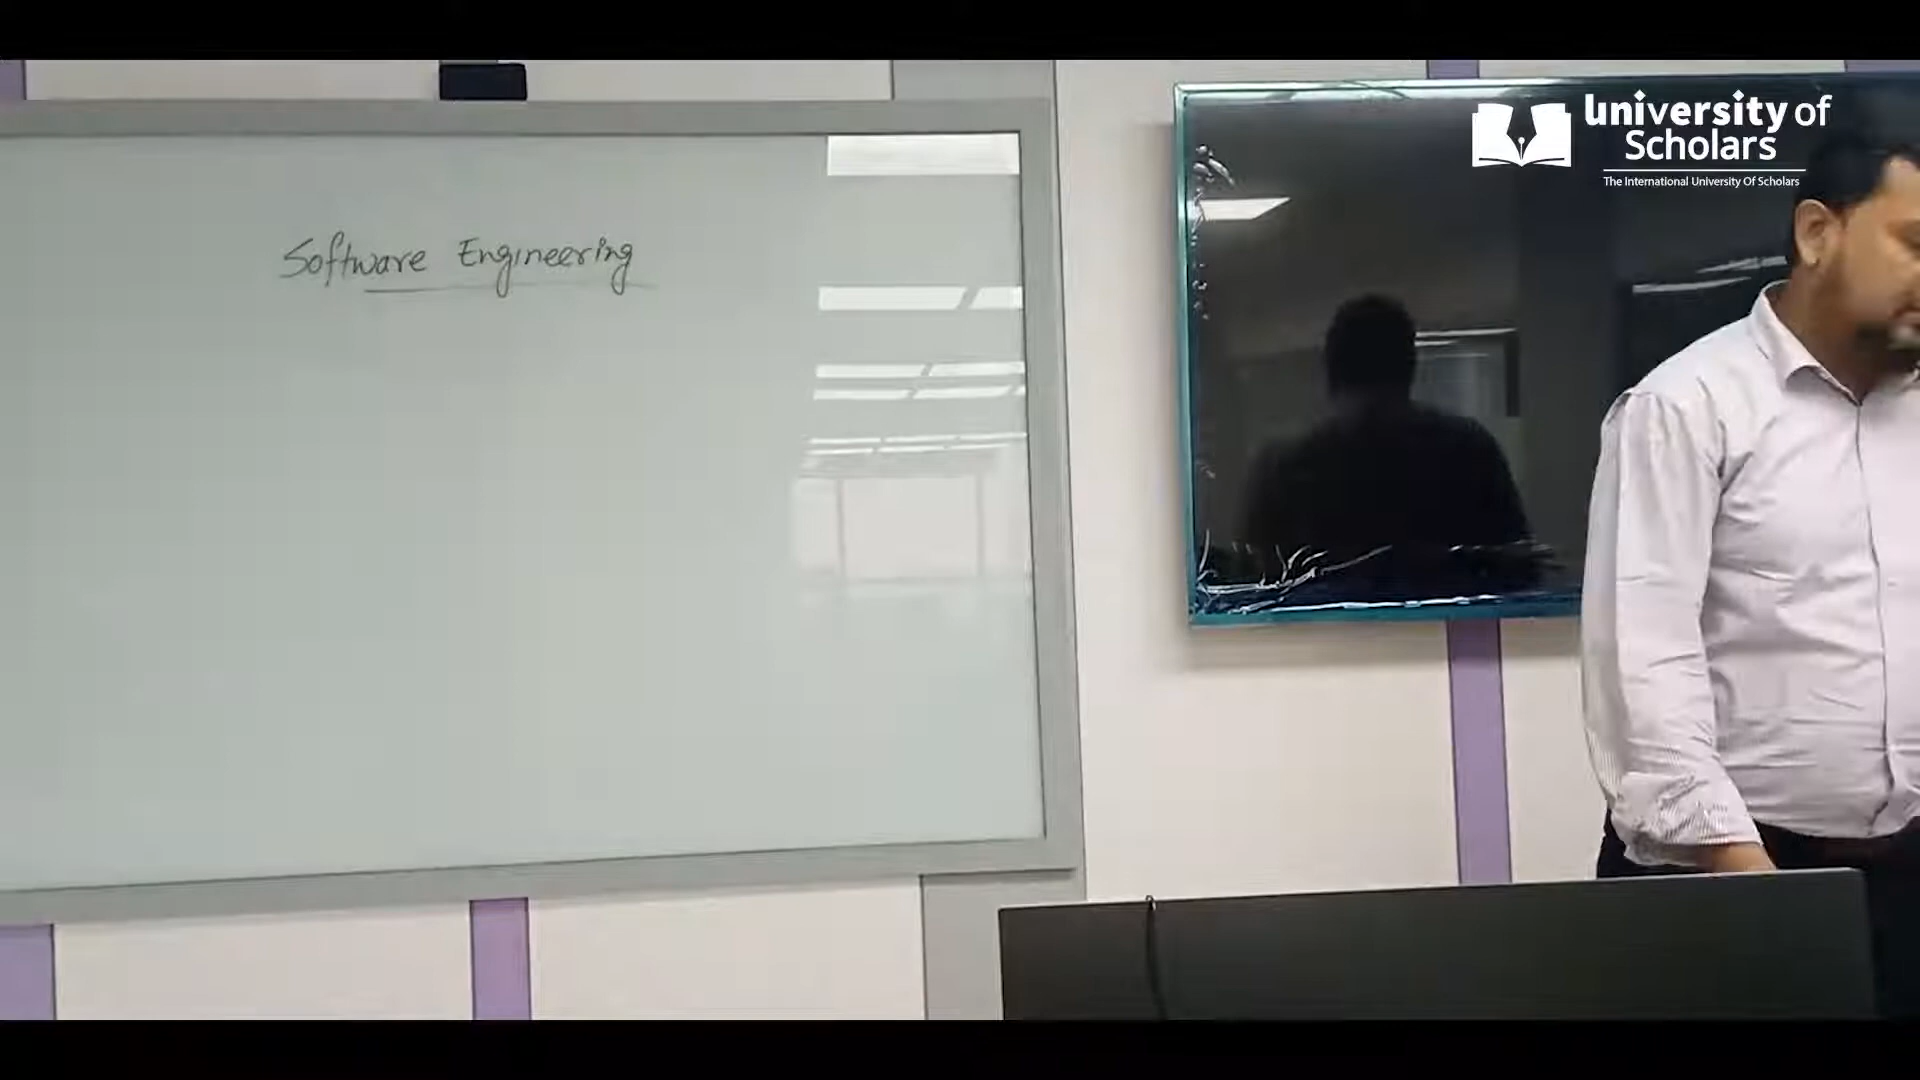 Software Engineering
University of
Scholars
The International University Of Scholars